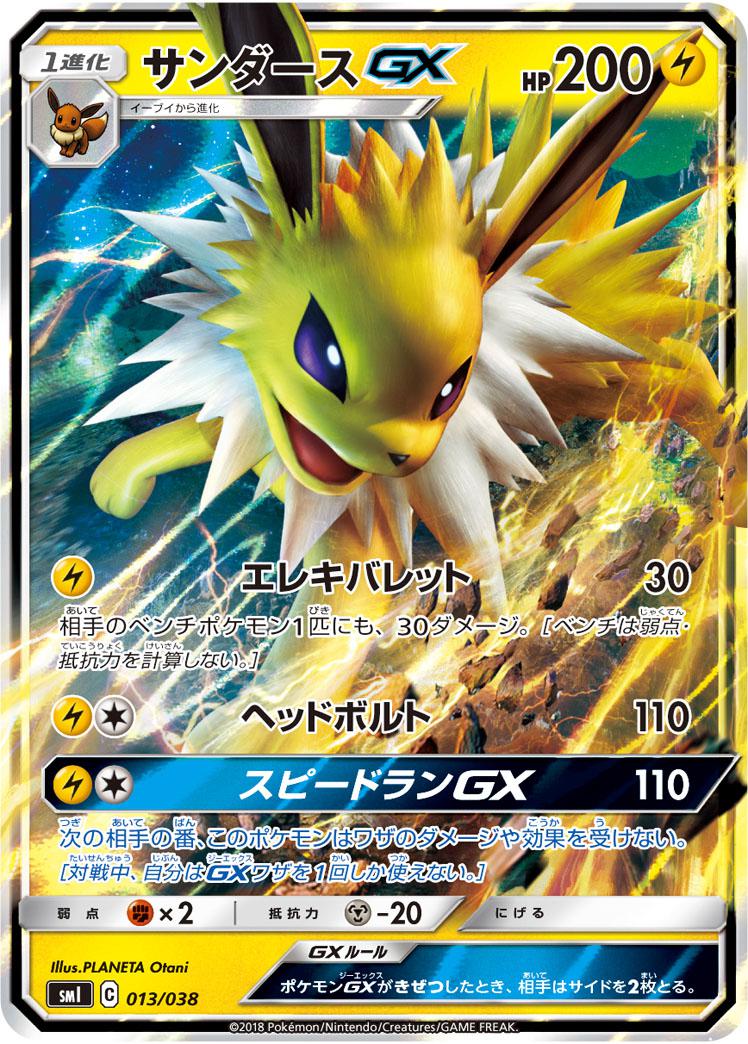 1進化
サンダースGX
HP200
イーブイから進化
エレキバレット 30
相手のベンチポケモン1匹にも、30ダメージ。[ベンチは弱点・
抵抗力を計算しない。]
ヘッドボルト 110
スピードランGX 110
次の相手の番、このポケモンはワザのダメージや効果を受けない。
[対戦中、自分はGXワザを1回しか使えない。]
弱点 ×2 抵抗力 -20 にげる
Illus.PLANETA Otani
GXルール
ポケモンGXがきぜつしたとき、相手はサイドを2枚とる。
SMI C 013/038
©2018 Pokémon/Nintendo/Creatures/GAME FREAK.